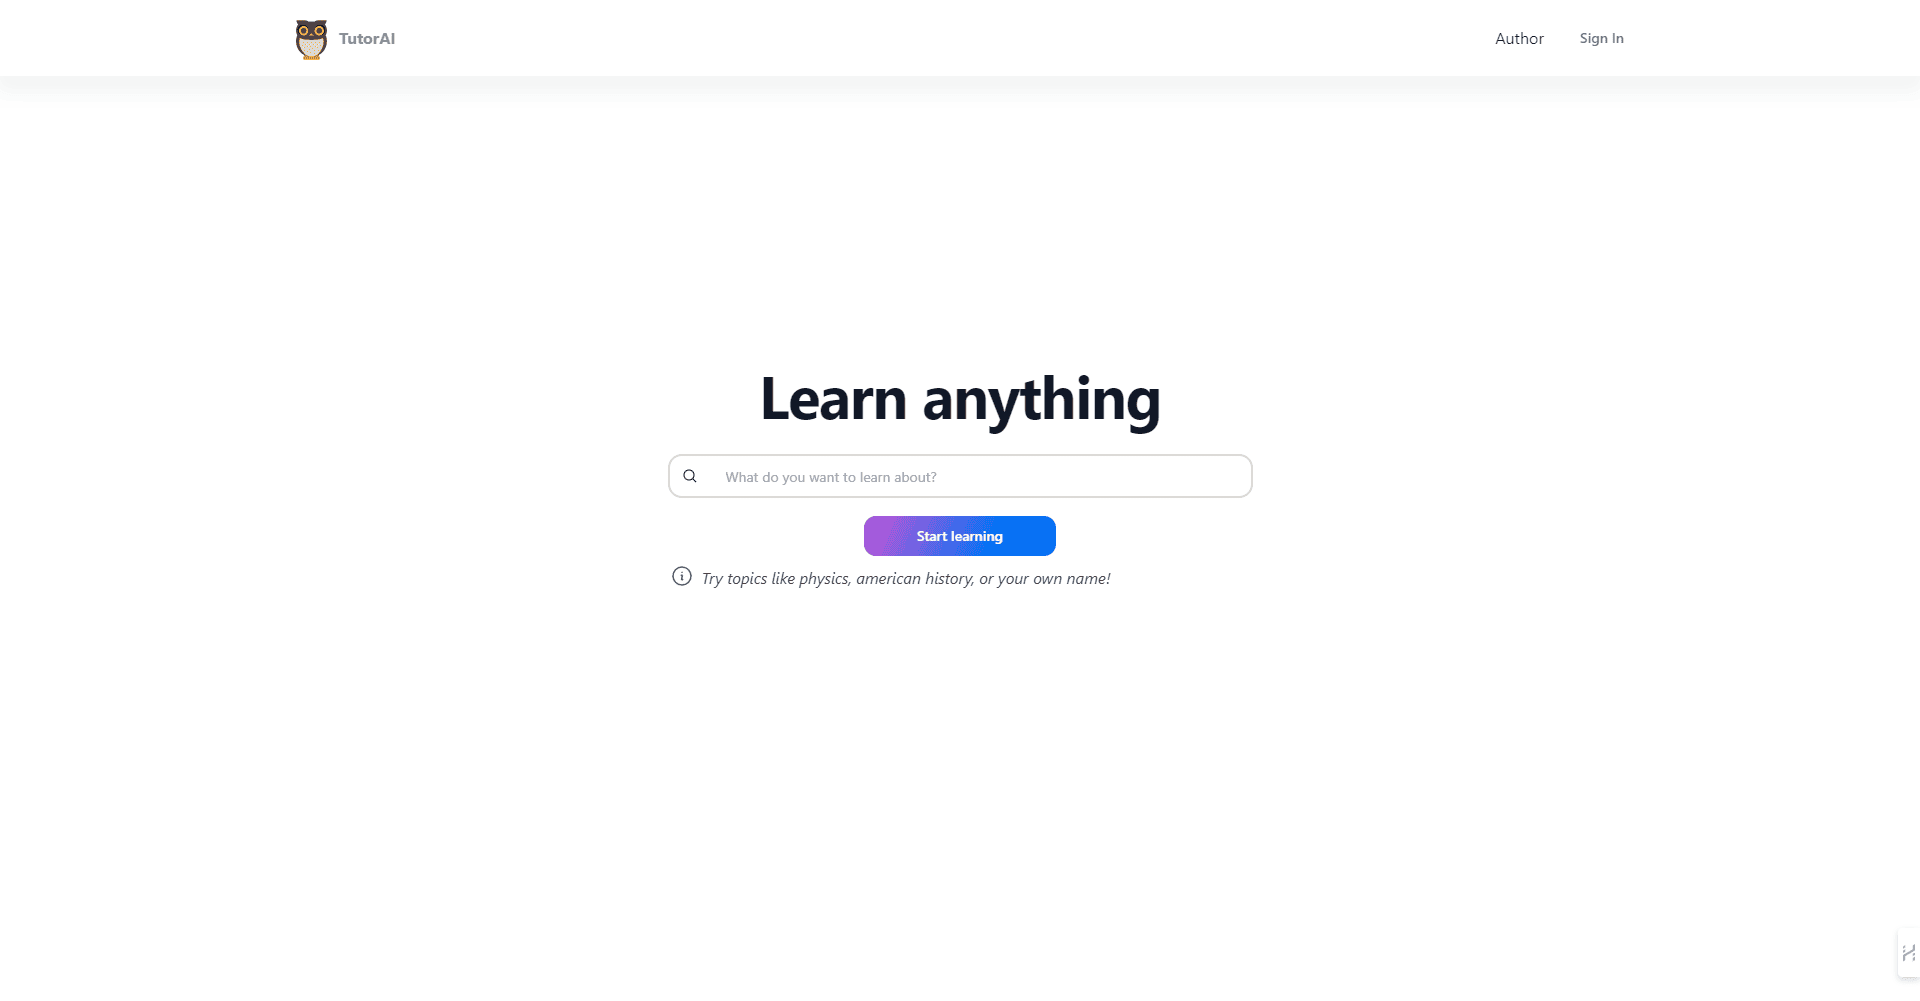 TutorAI
Author
Sign In
Learn anything
What do you want to learn about?
Start learning
Try topics like physics, american history, or your own name!